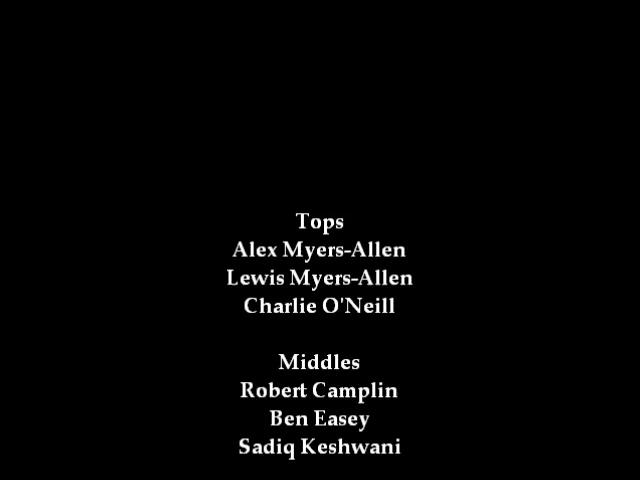 Tops
Alex Myers-Allen
Lewis Myers-Allen
Charlie O'Neill
Middles
Robert Camplin
Ben Easey
Sadiq Keshwani